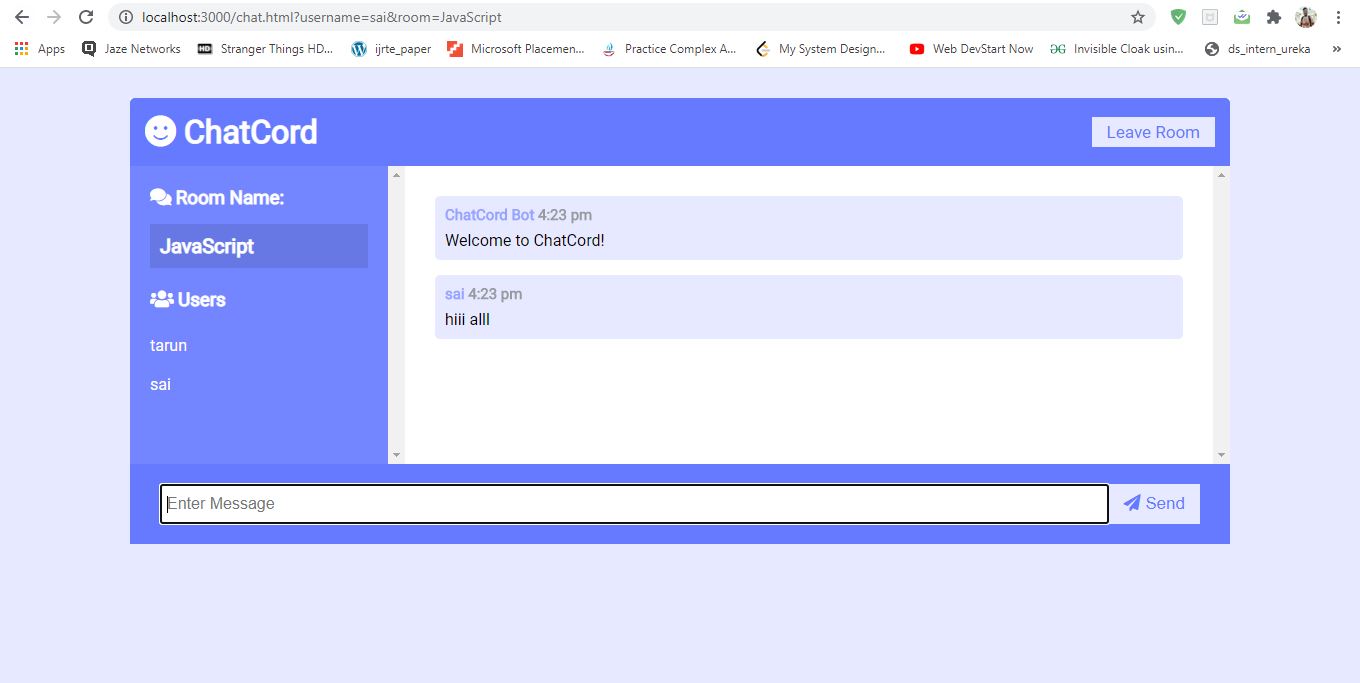 localhost:3000/chat.html?username=sai&room=JavaScript
Apps Jaze Networks HD Stranger Things HD... ijrte_paper Microsoft Placemen... Practice Complex A... My System Design... Web DevStart Now Invisible Cloak usin... ds_intern_ureka »
ChatCord
Leave Room
Room Name:
JavaScript
Users
tarun
sai
ChatCord Bot 4:23 pm
Welcome to ChatCord!
sai 4:23 pm
hiii alll
Enter Message
Send